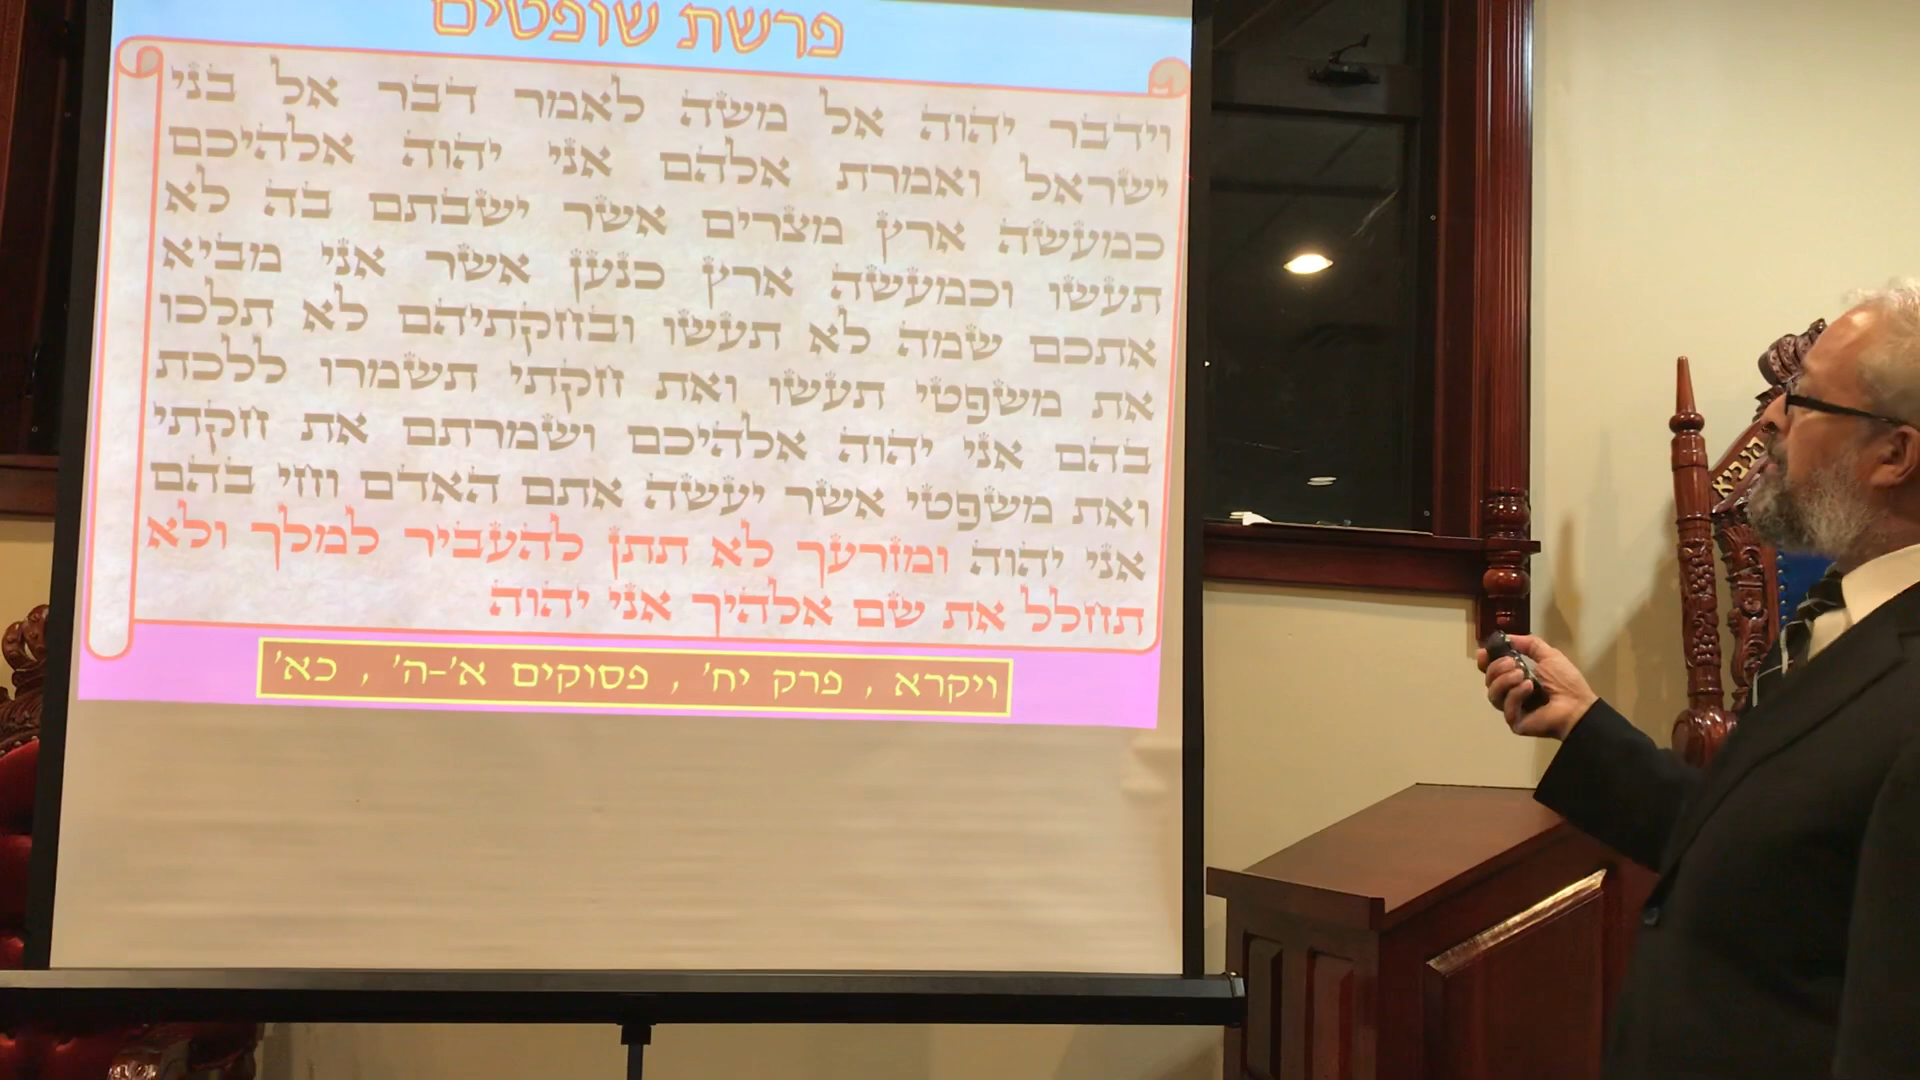 פרשת שופטים
וידבר יהוה אל משה לאמר דבר אל בני
ישראל ואמרת אלהם אני יהוה אלהיכם
כמעשה ארץ מצרים אשר ישבתם בה לא
תעשו וכמעשה ארץ כנען אשר אני מביא
אתכם שמה לא תעשו ובחקתיהם לא תלכו
את משפטי תעשו ואת חקתי תשמרו ללכת
בהם אני יהוה אלהיכם ושמרתם את חקתי
ואת משפטי אשר יעשה אתם האדם וחי בהם
אני יהוה ומזרעך לא תתן להעביר למלך ולא
תחלל את שם אלהיך אני יהוה
ויקרא , פרק יח' , פסוקים א'-ה' , כא'
הנביא